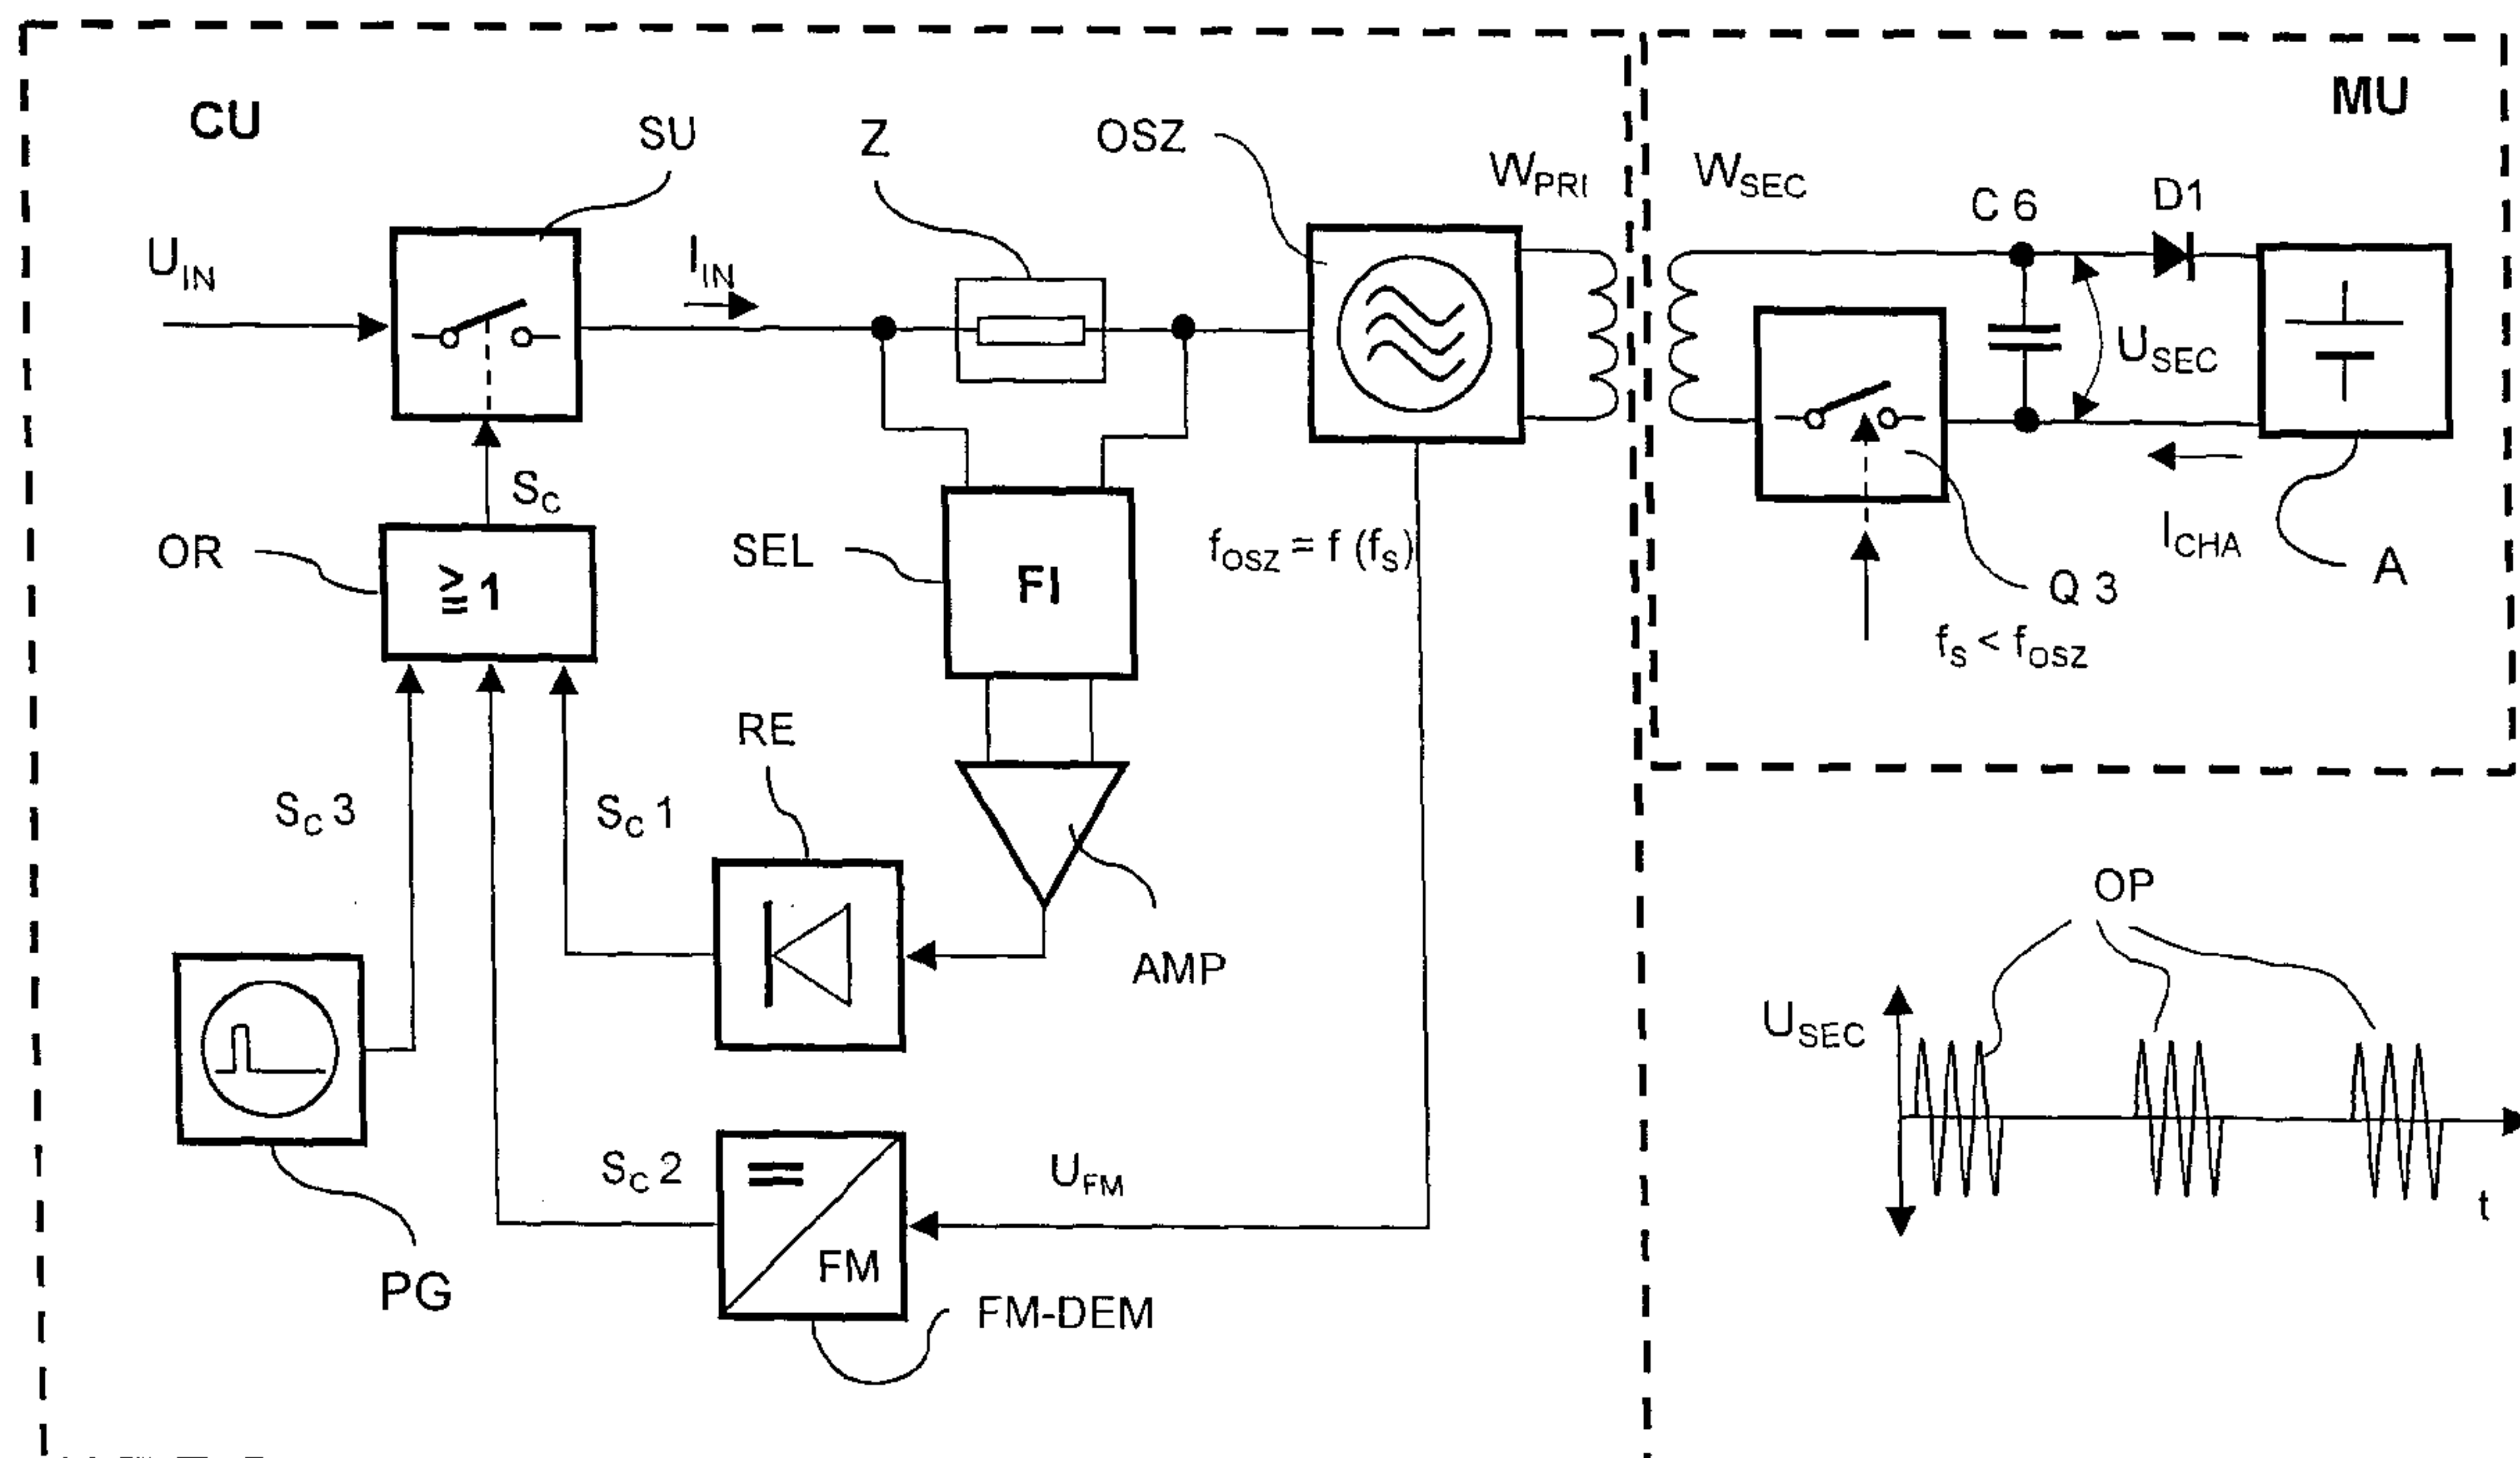 CU
SU
Z
OSZ
W_PRI
W_SEC
MU
C 6
D1
U_IN
I_IN
U_SEC
S_C
OR
≧1
SEL
FI
f_OSZ = f (f_S)
I_CHA
A
Q 3
f_S < f_OSZ
RE
S_C 3
S_C 1
AMP
OP
U_SEC
t
S_C 2
U_FM
=
FM
PG
FM-DEM